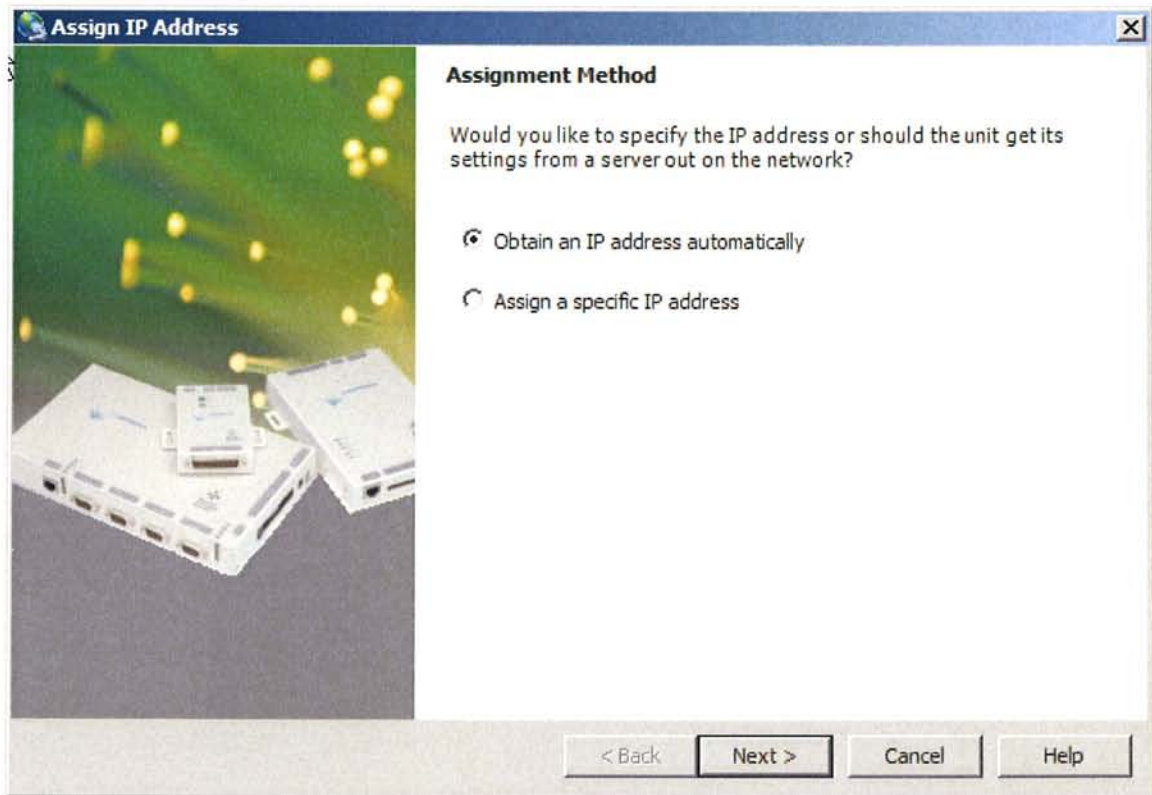 Assign IP Address
Assignment Method
Would you like to specify the IP address or should the unit get its
settings from a server out on the network?
Obtain an IP address automatically
Assign a specific IP address
< Back
Next >
Cancel
Help